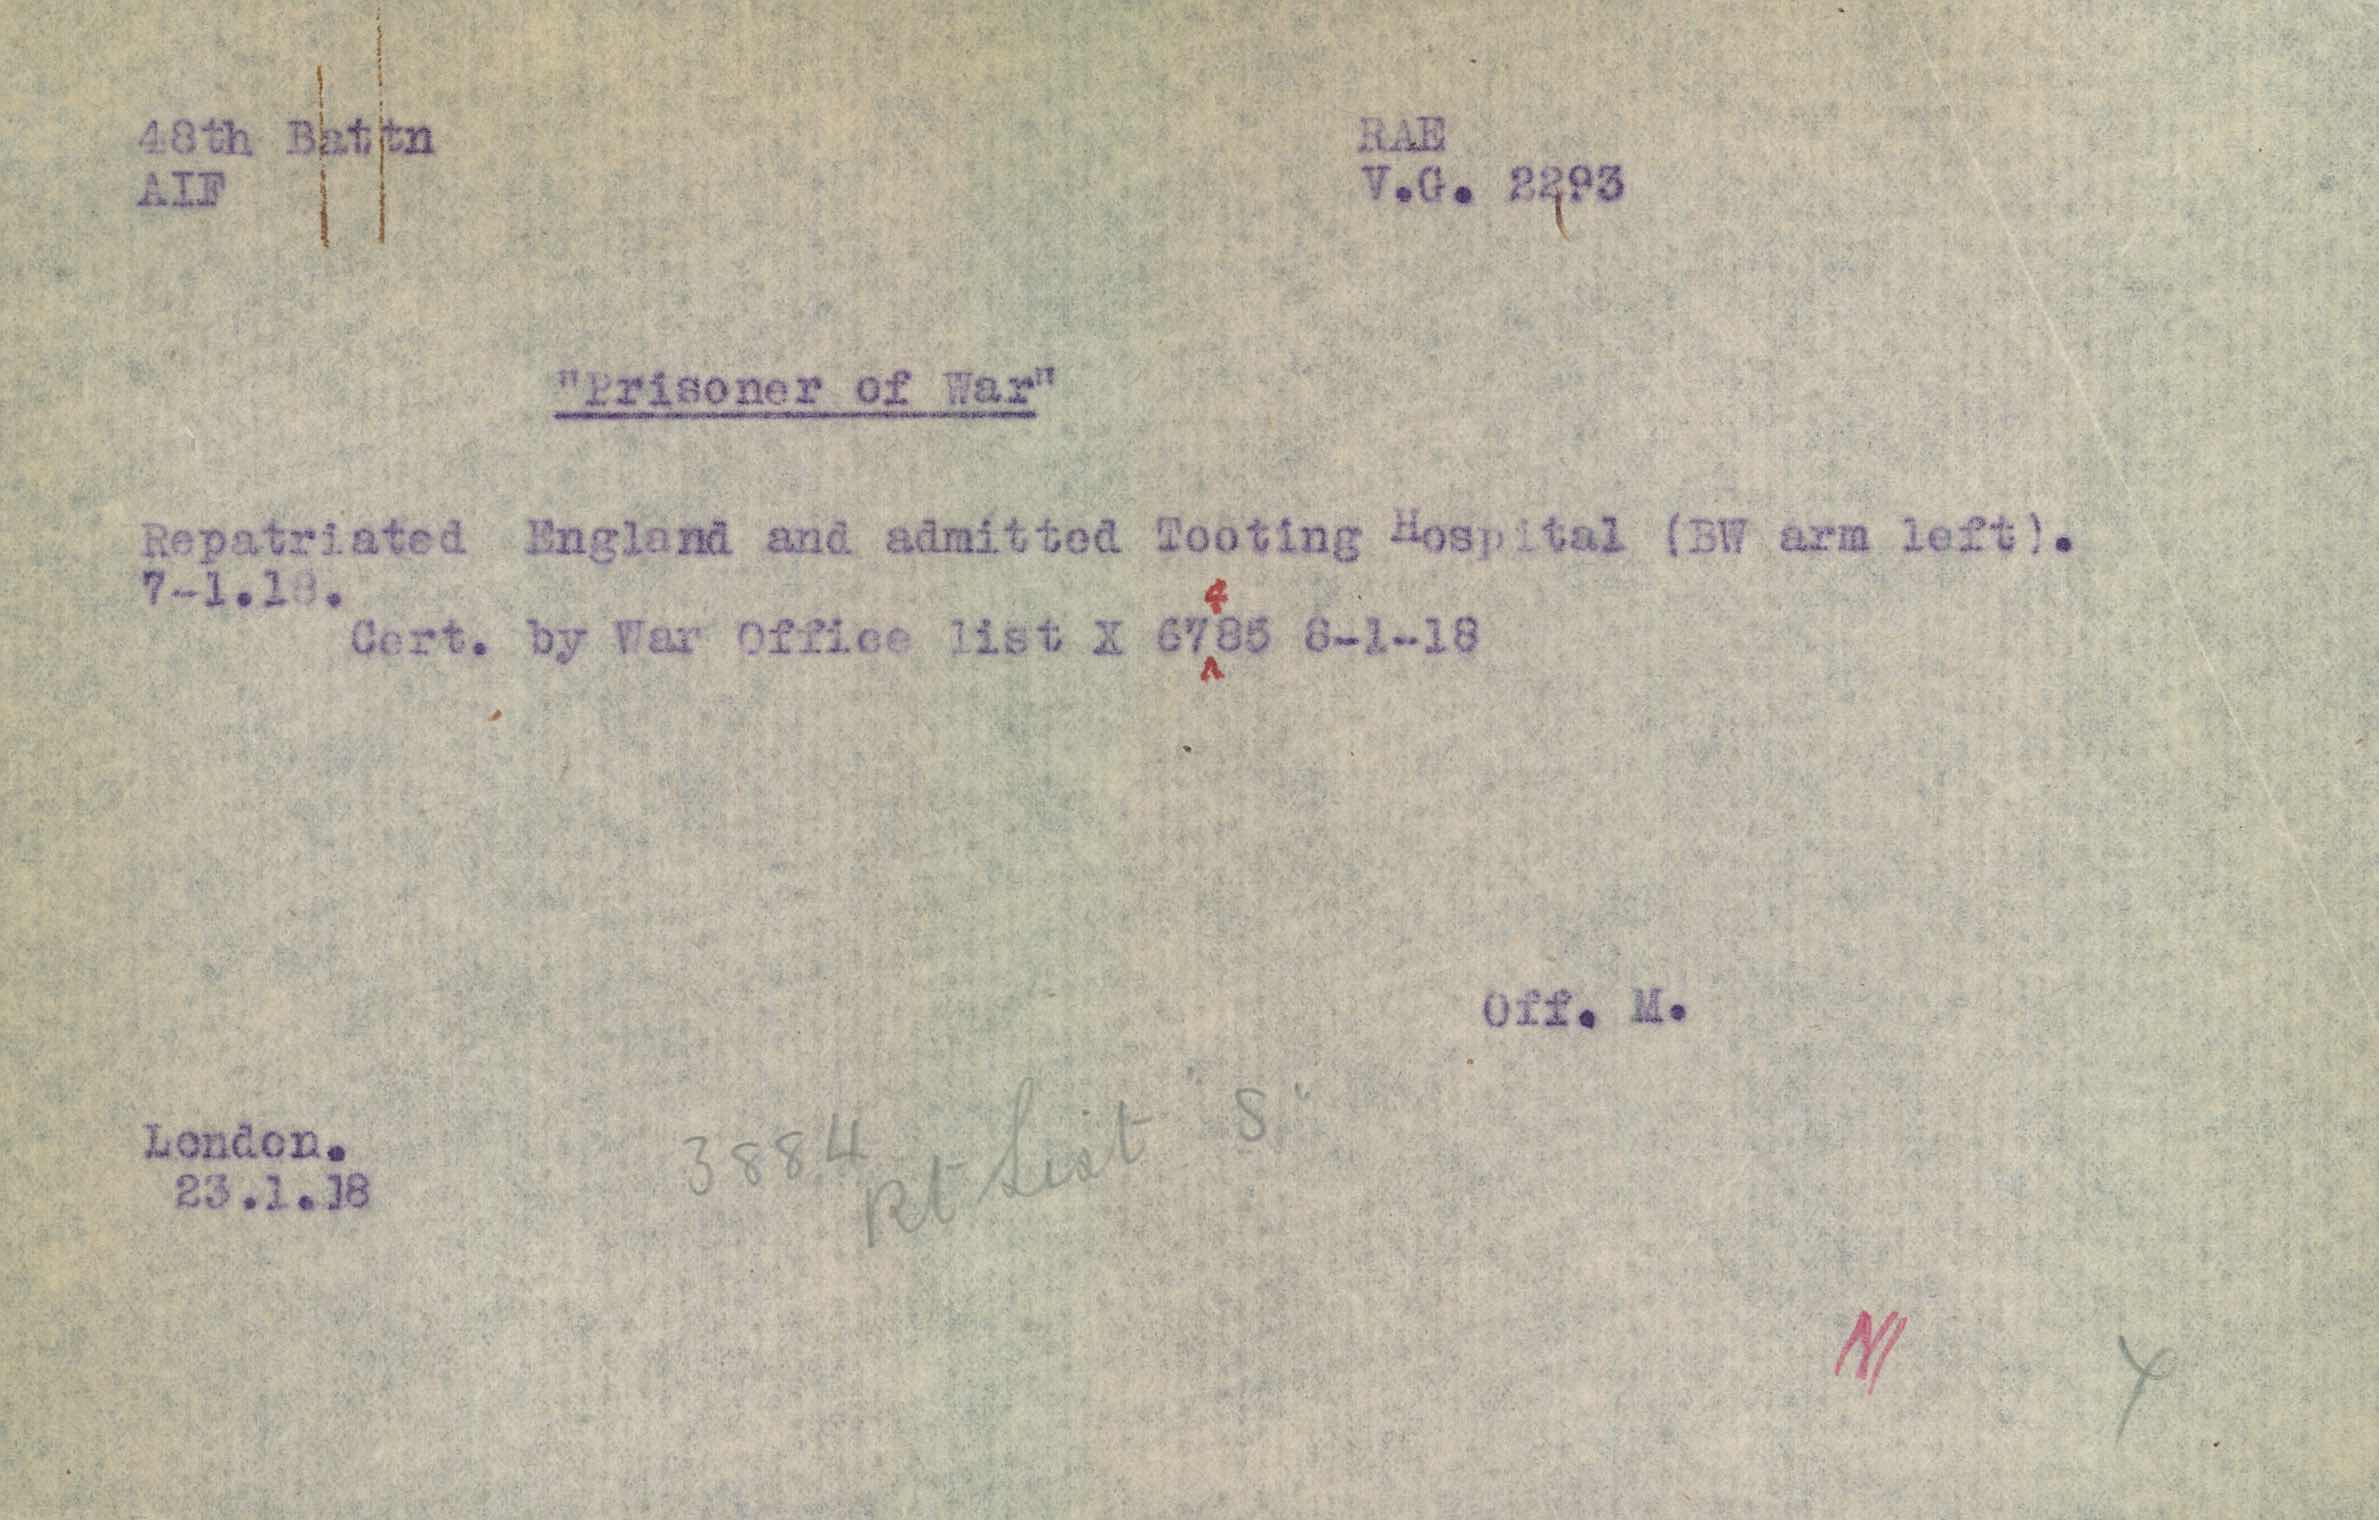 48th Battn
AIF
RAE
V.G. 2293
"Prisoner of War"
Repatriated England and admitted Tooting Hospital (BW arm left).
7-1.18.
4
Cert. by War Office list X 6785 8-1-18
^
Off. M.
London.
23.1.18
3884
Rt List "S"